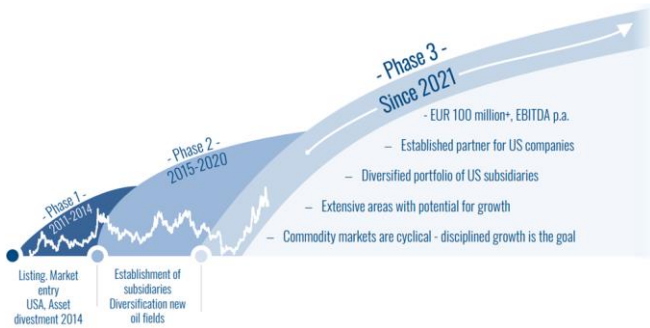 - Phase 3 -
Since 2021
- EUR 100 million+, EBITDA p.a.
– Established partner for US companies
– Diversified portfolio of US subsidiaries
– Extensive areas with potential for growth
– Commodity markets are cyclical - disciplined growth is the goal
- Phase 2 -
2015-2020
- Phase 1 -
2011-2014
Listing. Market
entry
USA, Asset
divestment 2014
Establishment of
subsidiaries
Diversification new
oil fields